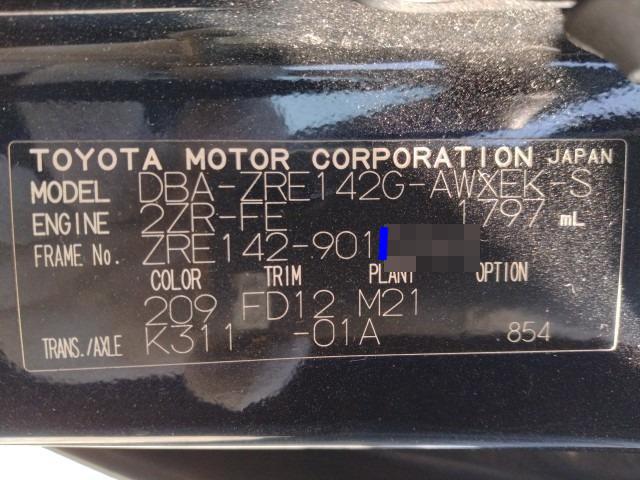 TOYOTA MOTOR CORPORATION JAPAN
MODEL DBA-ZRE142G-AWXEK-S
ENGINE 2ZR-FE 1797 mL
FRAME No. ZRE142-901
COLOR TRIM PLANT OPTION
209 FD12 M21
TRANS./AXLE K311 -01A 854